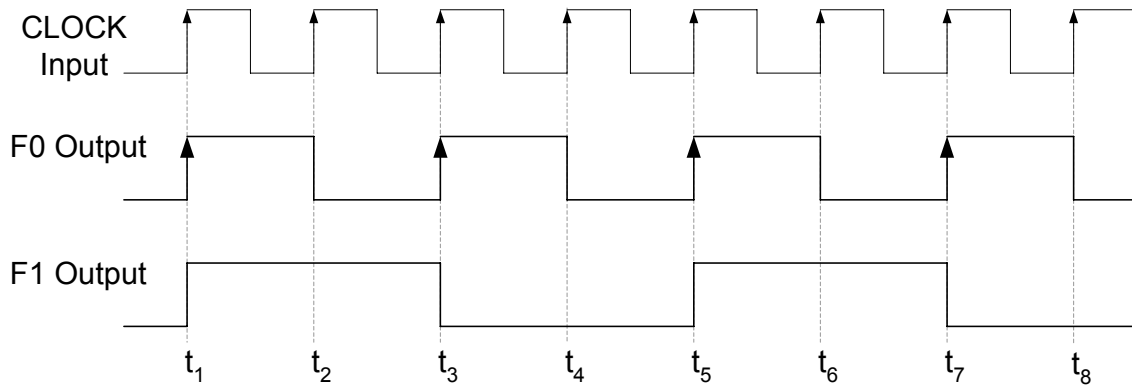 CLOCK
Input
F0 Output
F1 Output
t₁ t₂ t₃ t₄ t₅ t₆ t₇ t₈